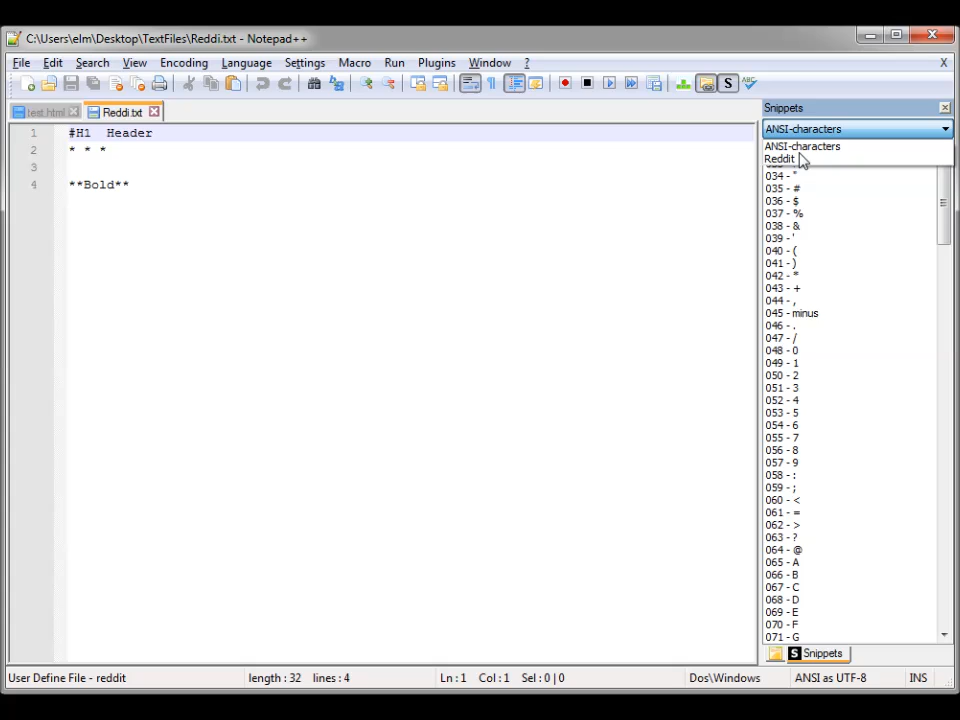 C:\Users\elm\Desktop\TextFiles\Reddi.txt - Notepad++
File Edit Search View Encoding Language Settings Macro Run Plugins Window ? X
test.html Reddi.txt
1 #H1 Header
2 * * *
3
4 **Bold**
Snippets
ANSI-characters
ANSI-characters
Reddit
034 - "
035 - #
036 - $
037 - %
038 - &
039 - '
040 - (
041 - )
042 - *
043 - +
044 - ,
045 - minus
046 - .
047 - /
048 - 0
049 - 1
050 - 2
051 - 3
052 - 4
053 - 5
054 - 6
055 - 7
056 - 8
057 - 9
058 - :
059 - ;
060 - <
061 - =
062 - >
063 - ?
064 - @
065 - A
066 - B
067 - C
068 - D
069 - E
070 - F
071 - G
S Snippets
User Define File - reddit length : 32 lines : 4 Ln : 1 Col : 1 Sel : 0 | 0 Dos\Windows ANSI as UTF-8 INS